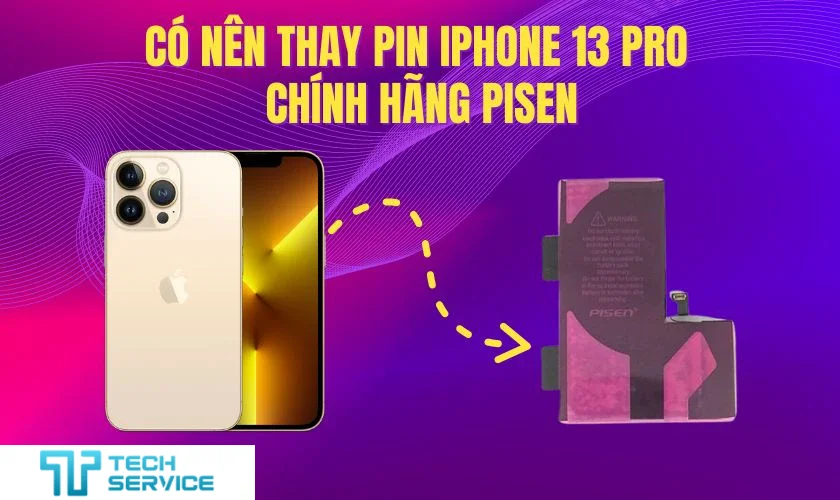 CÓ NÊN THAY PIN IPHONE 13 PRO
CHÍNH HÃNG PISEN
WARNING
PISEN
TECH
SERVICE